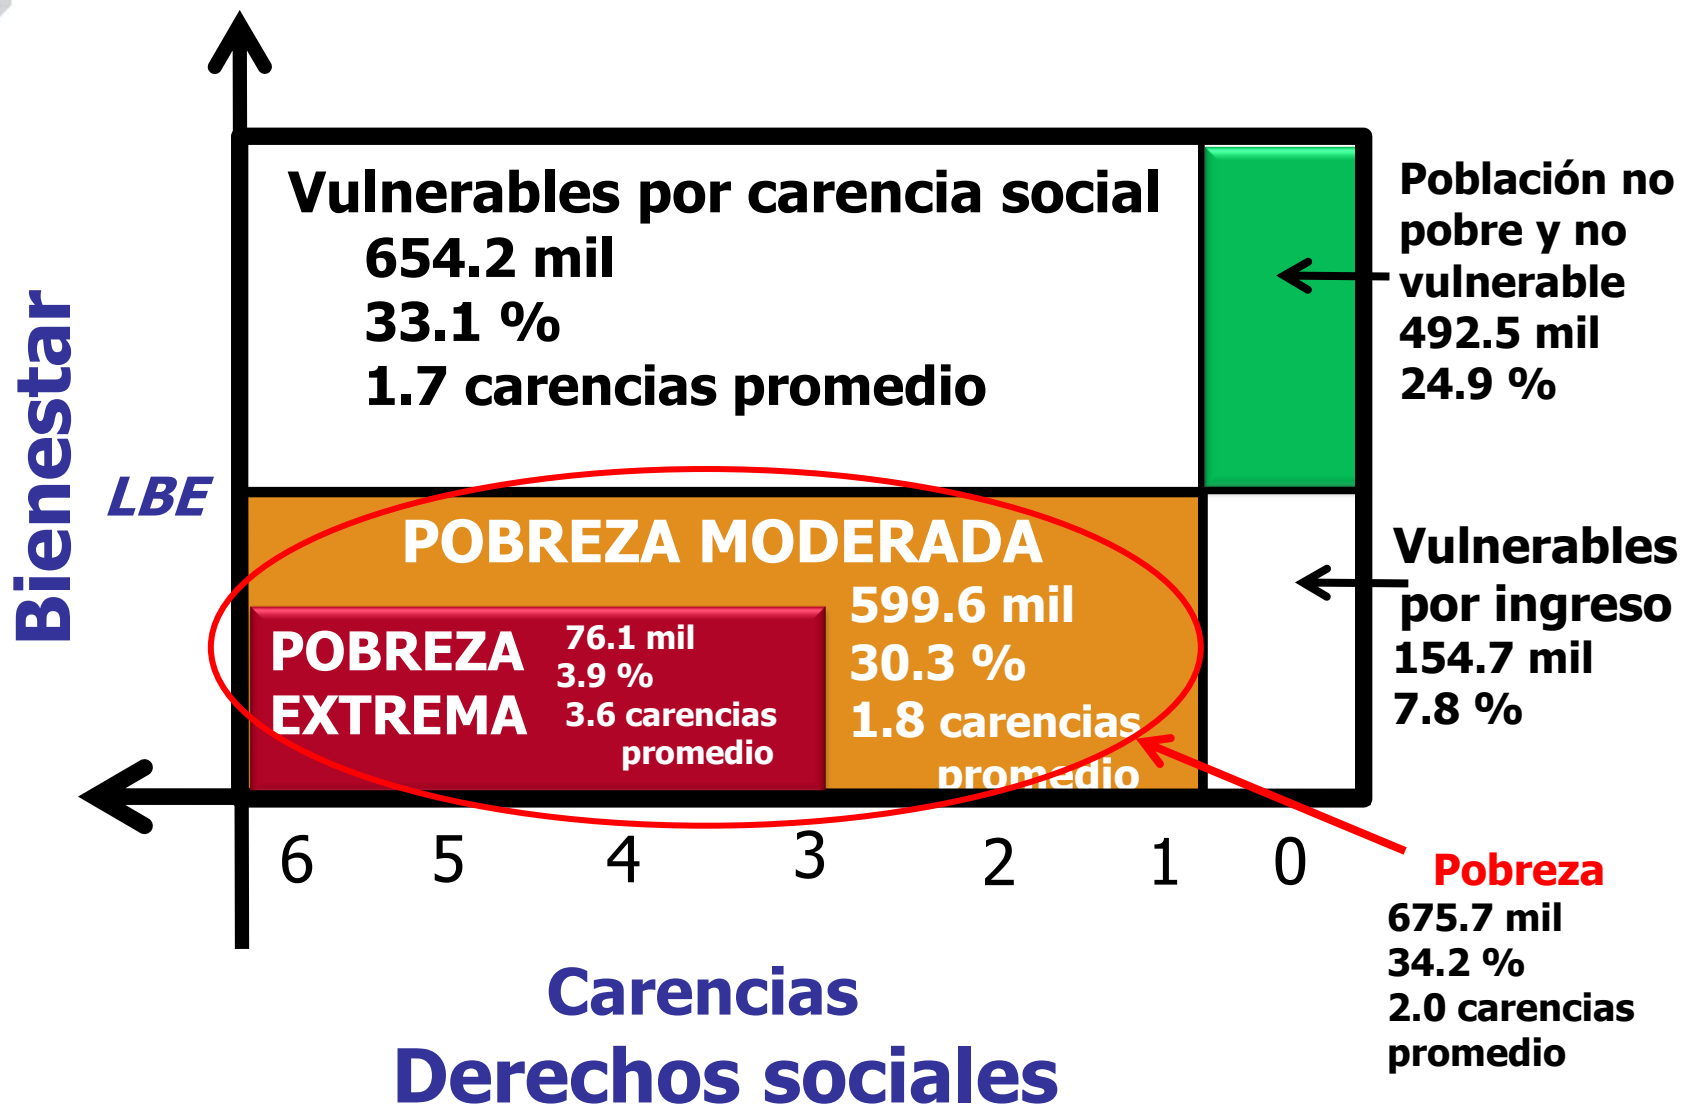 Vulnerables por carencia social
654.2 mil
33.1 %
1.7 carencias promedio
Población no
pobre y no
vulnerable
492.5 mil
24.9 %
Bienestar
LBE
POBREZA MODERADA
599.6 mil
30.3 %
1.8 carencias
promedio
POBREZA
EXTREMA
76.1 mil
3.9 %
3.6 carencias
promedio
Vulnerables
por ingreso
154.7 mil
7.8 %
6 5 4 3 2 1 0
Pobreza
675.7 mil
34.2 %
2.0 carencias
promedio
Carencias
Derechos sociales